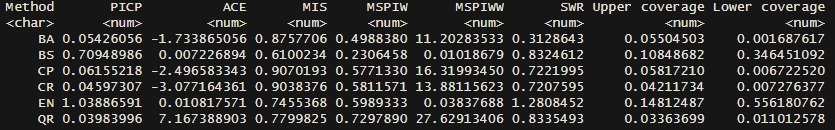 Method PICP ACE MIS MSPIW MSPIWW SWR Upper coverage Lower coverage
<char> <num> <num> <num> <num> <num> <num> <num> <num>
BA 0.05426056 -1.733865056 0.8757706 0.4988380 11.20283533 0.3128643 0.05504503 0.001687617
BS 0.70948986 0.007226894 0.6100234 0.2306458 0.01018679 0.8324612 0.10848682 0.346451092
CP 0.06155218 -2.496583343 0.9070193 0.5771330 16.31993450 0.7221995 0.05817210 0.006722520
CR 0.04597307 -3.077164361 0.9038376 0.5811571 13.88115623 0.7207595 0.04211734 0.007276377
EN 1.03886591 0.010817571 0.7455368 0.5989333 0.03837688 1.2808452 0.14812487 0.556180762
QR 0.03983996 7.167388903 0.7799825 0.7297890 27.62913406 0.8335493 0.03363699 0.011012578